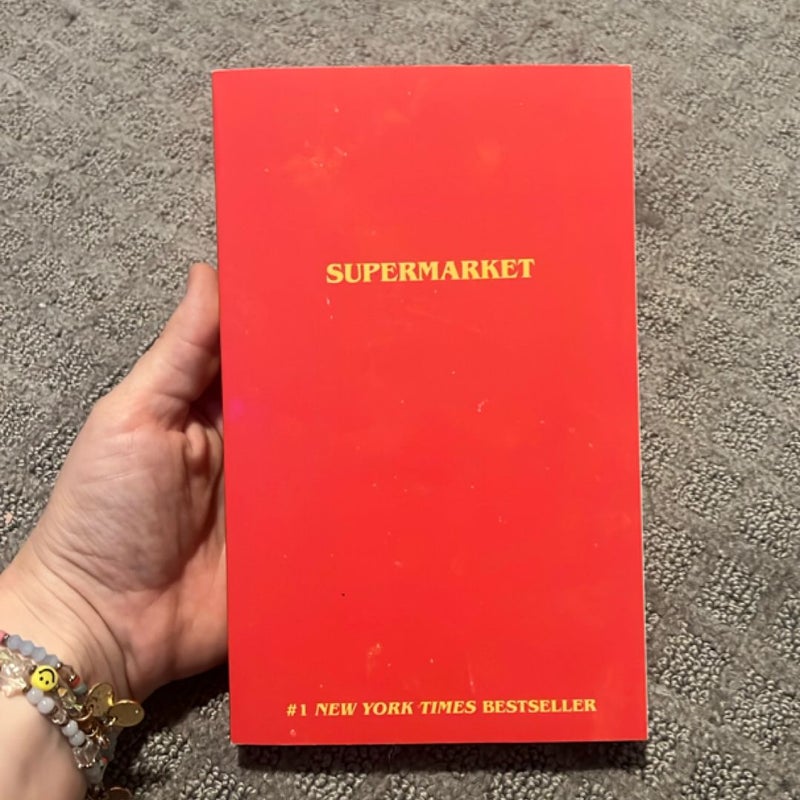 SUPERMARKET
#1 NEW YORK TIMES BESTSELLER